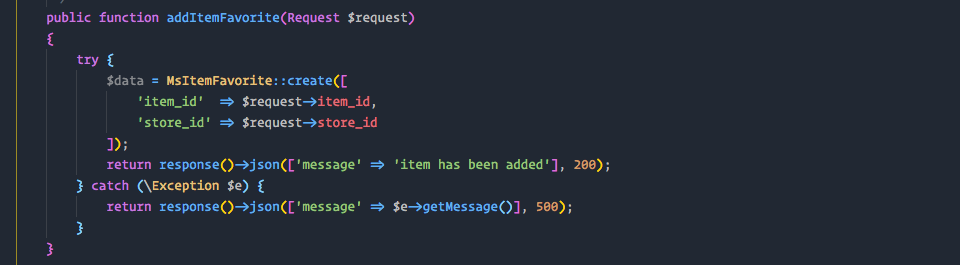 public function addItemFavorite(Request $request)
{
    try {
        $data = MsItemFavorite::create([
            'item_id'  => $request->item_id,
            'store_id' => $request->store_id
        ]);
        return response()->json(['message' => 'item has been added'], 200);
    } catch (\Exception $e) {
        return response()->json(['message' => $e->getMessage()], 500);
    }
}